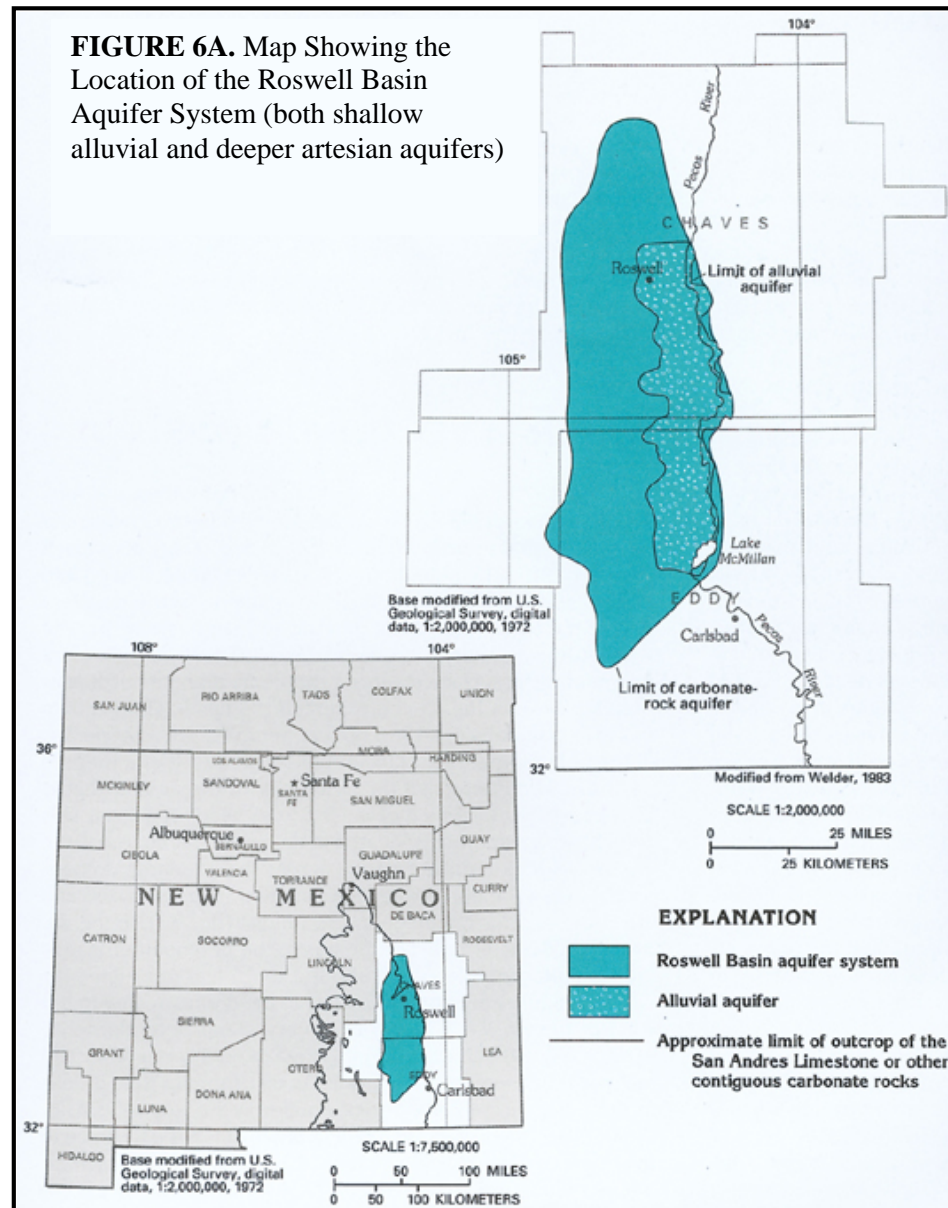 FIGURE 6A. Map Showing the
Location of the Roswell Basin
Aquifer System (both shallow
alluvial and deeper artesian aquifers)
104°
Pecos
River
CHAVES
Roswell
Limit of alluvial
aquifer
105°
Lake
McMillan
EDDY
Carlsbad
Pecos
River
Base modified from U.S.
Geological Survey, digital
data, 1:2,000,000, 1972
Limit of carbonate-
rock aquifer
32°
Modified from Welder, 1983
SCALE 1:2,000,000
0 25 MILES
0 25 KILOMETERS
108°
104°
SAN JUAN
RIO ARRIBA
TAOS
COLFAX
UNION
36°
MORA
HARDING
LOS ALAMOS
MCKINLEY
SANDOVAL
Santa Fe
SANTA
FE
SAN MIGUEL
Albuquerque
BERNALILLO
QUAY
CIBOLA
VALENCIA
TORRANCE
GUADALUPE
Vaughn
CURRY
NEW MEXICO
DE BACA
CATRON
SOCORRO
LINCOLN
ROOSEVELT
CHAVES
Roswell
SIERRA
GRANT
OTERO
LEA
EDDY
Carlsbad
LUNA
DONA ANA
32°
HIDALGO
Base modified from U.S.
Geological Survey, digital
data, 1:2,000,000, 1972
SCALE 1:7,500,000
0 50 100 MILES
0 50 100 KILOMETERS
EXPLANATION
Roswell Basin aquifer system
Alluvial aquifer
Approximate limit of outcrop of the
San Andres Limestone or other
contiguous carbonate rocks